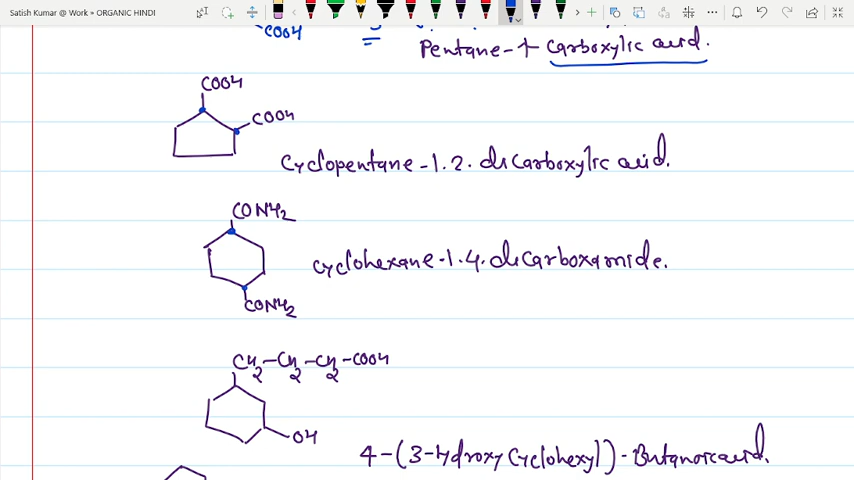 Satish Kumar @ Work » ORGANIC HINDI
COOH
Pentane-1 carboxylic acid.
COOH
COOH
Cyclopentane-1.2. dicarboxylic acid.
CONH2
Cyclohexane-1.4. dicarboxamide.
CONH2
CH2-CH2-CH2-COOH
OH
4-(3-Hydroxy Cyclohexyl)-Butanoic acid.